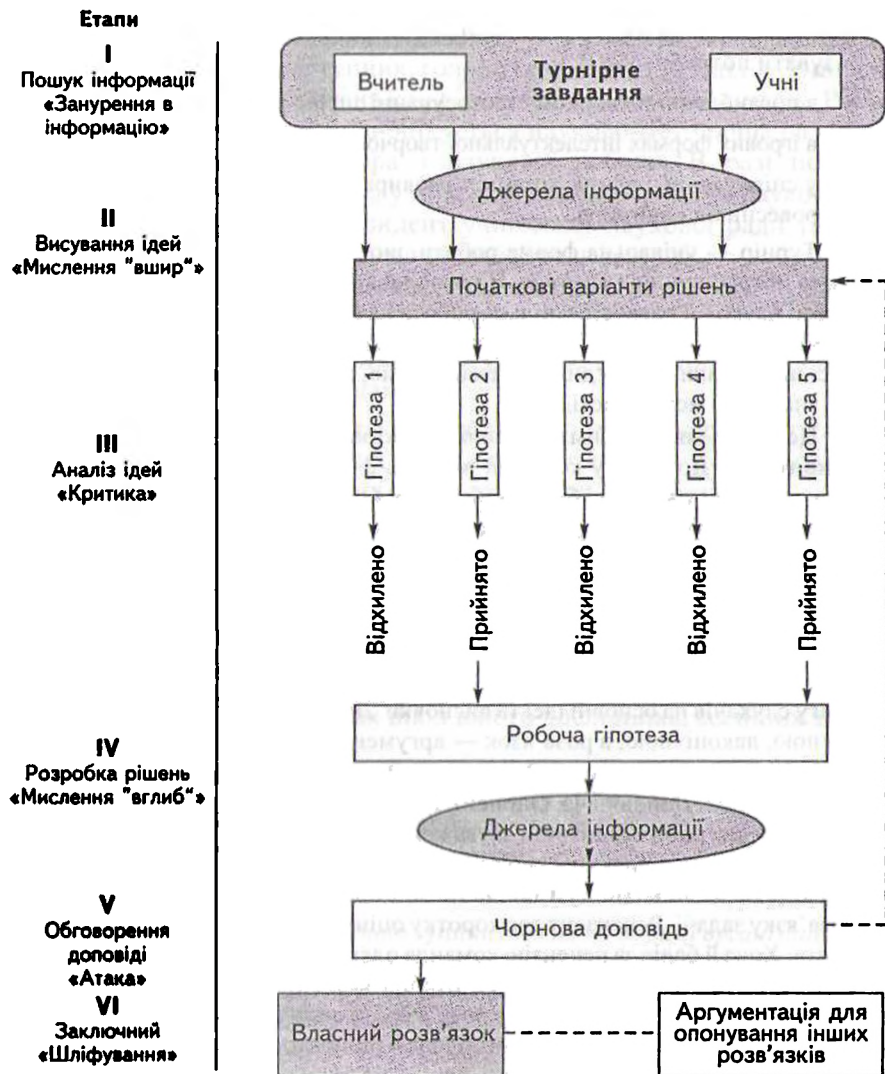 Етапи
I
Пошук інформації
«Занурення в
інформацію»
Вчитель
Турнірне
завдання
Учні
Джерела інформації
II
Висування ідей
«Мислення "вшир“»
Початкові варіанти рішень
Гіпотеза 1
Гіпотеза 2
Гіпотеза 3
Гіпотеза 4
Гіпотеза 5
III
Аналіз ідей
«Критика»
Відхилено
Прийнято
Відхилено
Відхилено
Прийнято
Робоча гіпотеза
IV
Розробка рішень
«Мислення "вглиб“»
Джерела інформації
V
Обговорення
доповіді
«Атака»
Чорнова доповідь
VI
Заключний
«Шліфування»
Власний розв'язок
Аргументація для
опонування інших
розв'язків